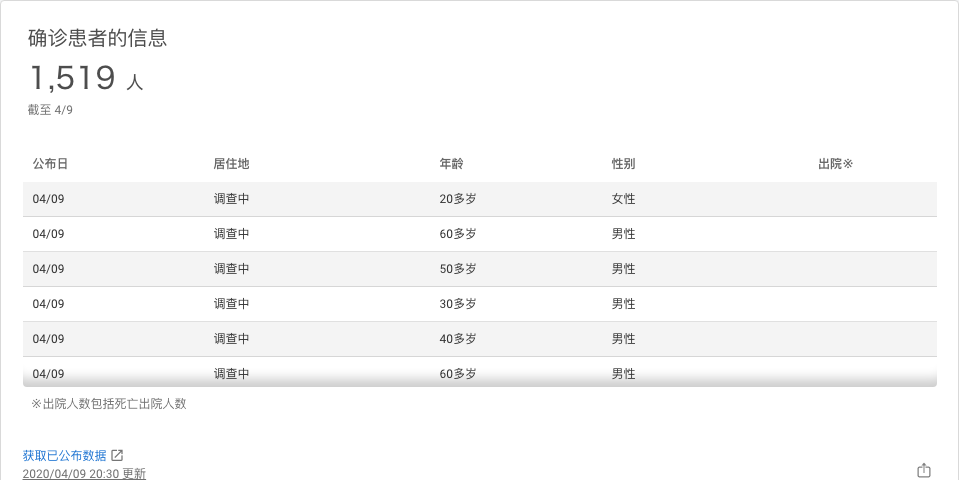 确诊患者的信息
1,519 人
截至 4/9
公布日 居住地 年龄 性别 出院※
04/09 调查中 20多岁 女性
04/09 调查中 60多岁 男性
04/09 调查中 50多岁 男性
04/09 调查中 30多岁 男性
04/09 调查中 40多岁 男性
04/09 调查中 60多岁 男性
※出院人数包括死亡出院人数
获取已公布数据
2020/04/09 20:30 更新